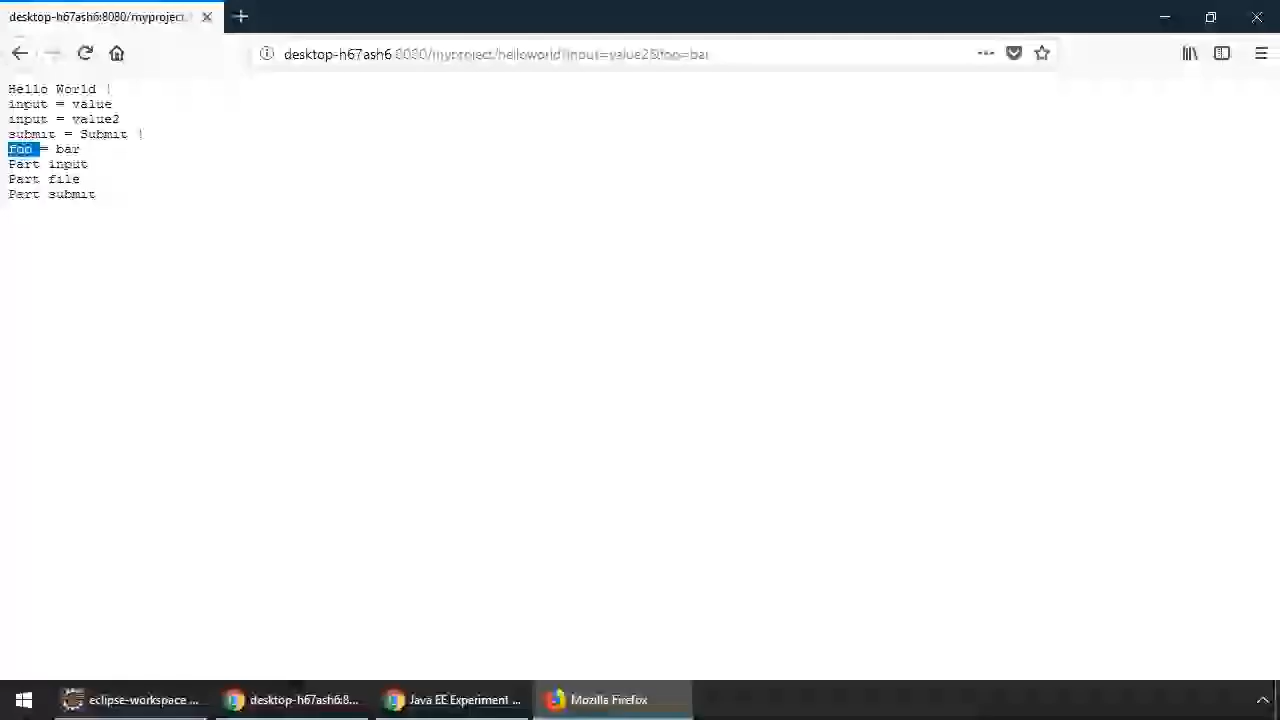 desktop-h67ash6:8080/myproject
desktop-h67ash6:8080/myproject/helloworld?input=value2&foo=bar
Hello World !
input = value
input = value2
submit = Submit !
foo = bar
Part input
Part file
Part submit
eclipse-workspace ...
desktop-h67ash6:8...
Java EE Experiment ...
Mozilla Firefox